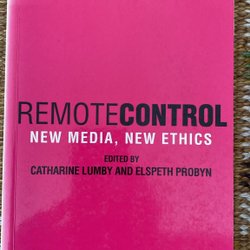 REMOTECONTROL
NEW MEDIA, NEW ETHICS
EDITED BY
CATHARINE LUMBY AND ELSPETH PROBYN